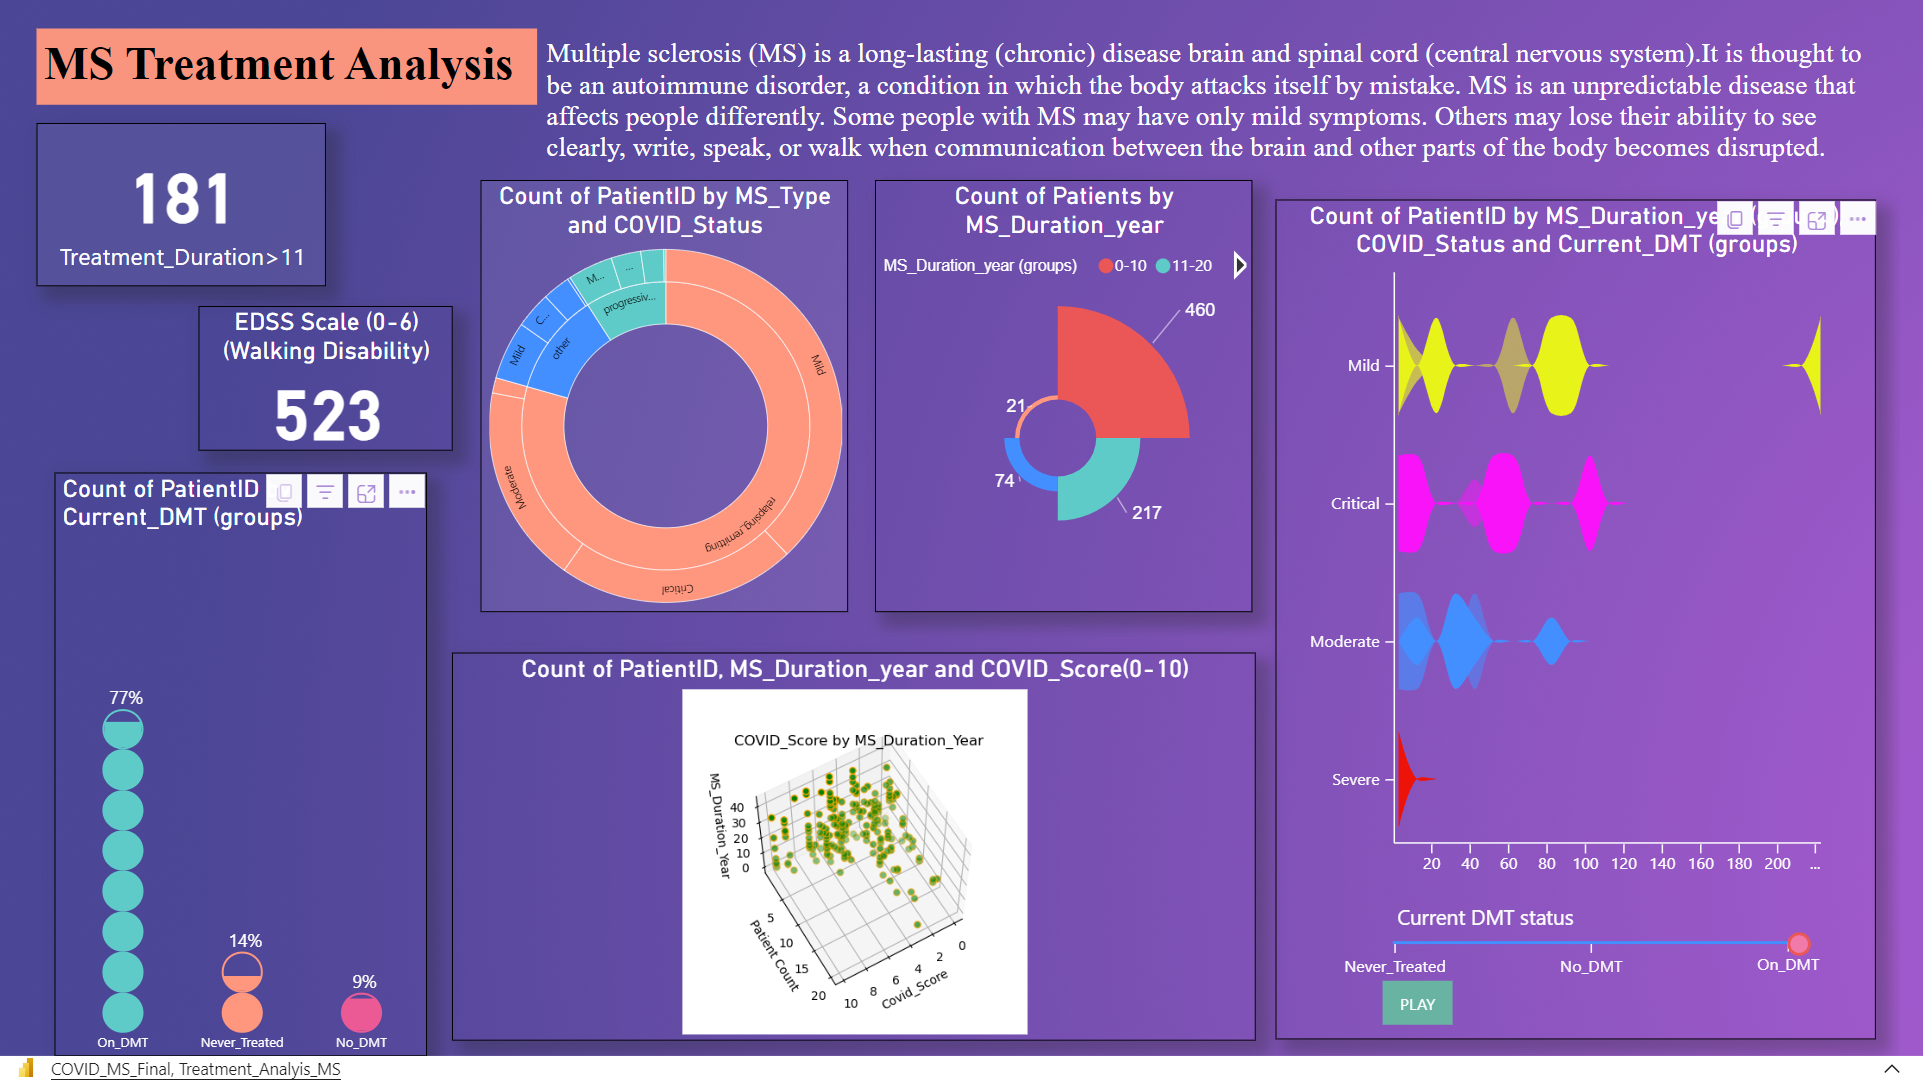 MS Treatment Analysis
Multiple sclerosis (MS) is a long-lasting (chronic) disease brain and spinal cord (central nervous system).It is thought to
be an autoimmune disorder, a condition in which the body attacks itself by mistake. MS is an unpredictable disease that
affects people differently. Some people with MS may have only mild symptoms. Others may lose their ability to see
clearly, write, speak, or walk when communication between the brain and other parts of the body becomes disrupted.
181
Treatment_Duration>11
EDSS Scale (0-6)
(Walking Disability)
523
Count of PatientID
Current_DMT (groups)
77%
14%
9%
On_DMT
Never_Treated
No_DMT
Count of PatientID by MS_Type
and COVID_Status
M...
...
progressiv...
C...
other
Mild
Mild
Moderate
relapsing_remitting
Critical
Count of Patients by
MS_Duration_year
MS_Duration_year (groups)
0-10
11-20
460
21
74
217
Count of PatientID, MS_Duration_year and COVID_Score(0-10)
COVID_Score by MS_Duration_Year
MS_Duration_Year
40
30
20
10
0
Patient Count
5
10
15
20
Covid_Score
10
8
6
4
2
0
Count of PatientID by MS_Duration_ye
COVID_Status and Current_DMT (groups)
Mild
Critical
Moderate
Severe
20 40 60 80 100 120 140 160 180 200 ...
Current DMT status
Never_Treated
No_DMT
On_DMT
PLAY
COVID_MS_Final, Treatment_Analyis_MS